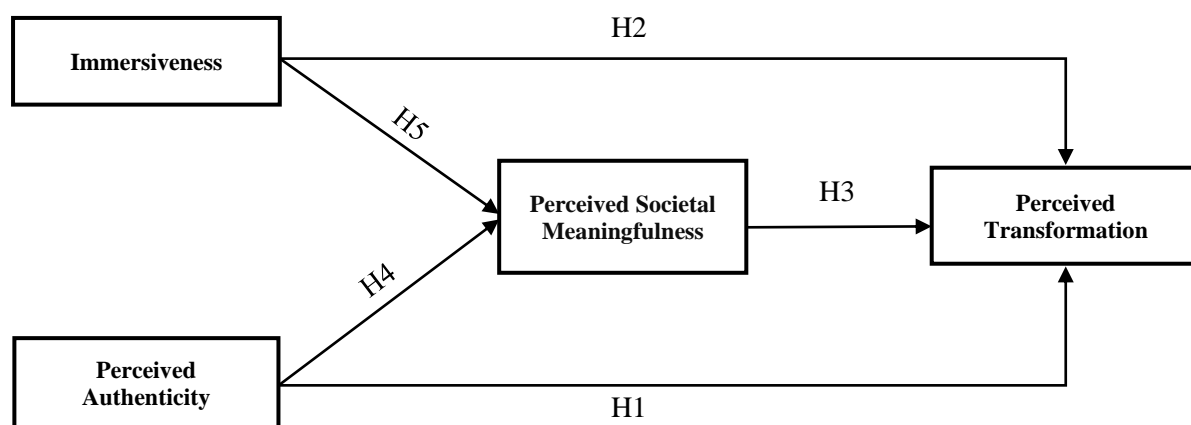 H2
Immersiveness
H5
Perceived Societal
Meaningfulness
H3
Perceived
Transformation
H4
Perceived
Authenticity
H1